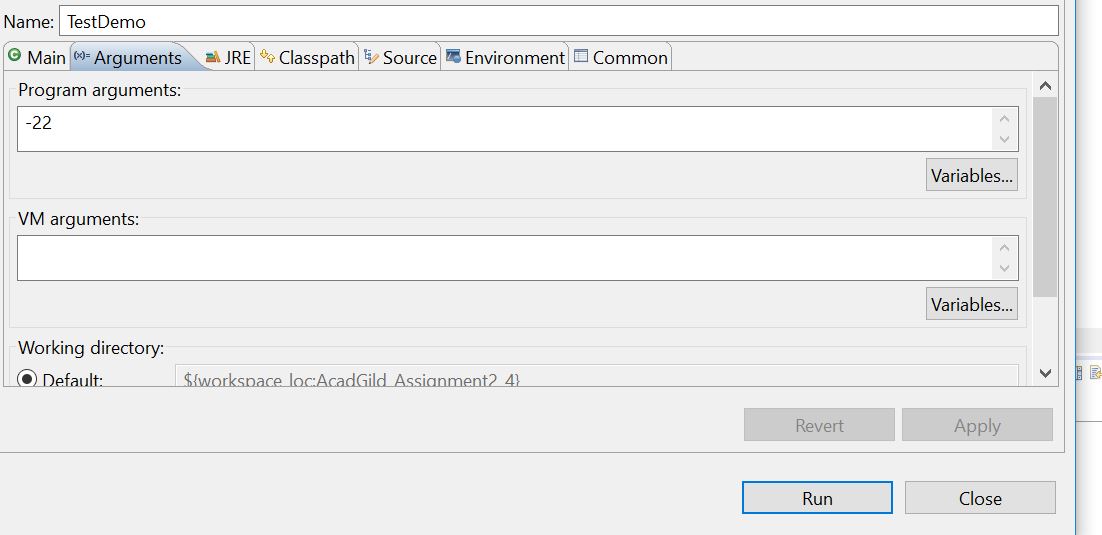 Name: TestDemo
Main Arguments JRE Classpath Source Environment Common
Program arguments:
-22
Variables...
VM arguments:
Variables...
Working directory:
Default: ${workspace_loc:AcadGild_Assignment2_4}
Revert Apply
Run Close